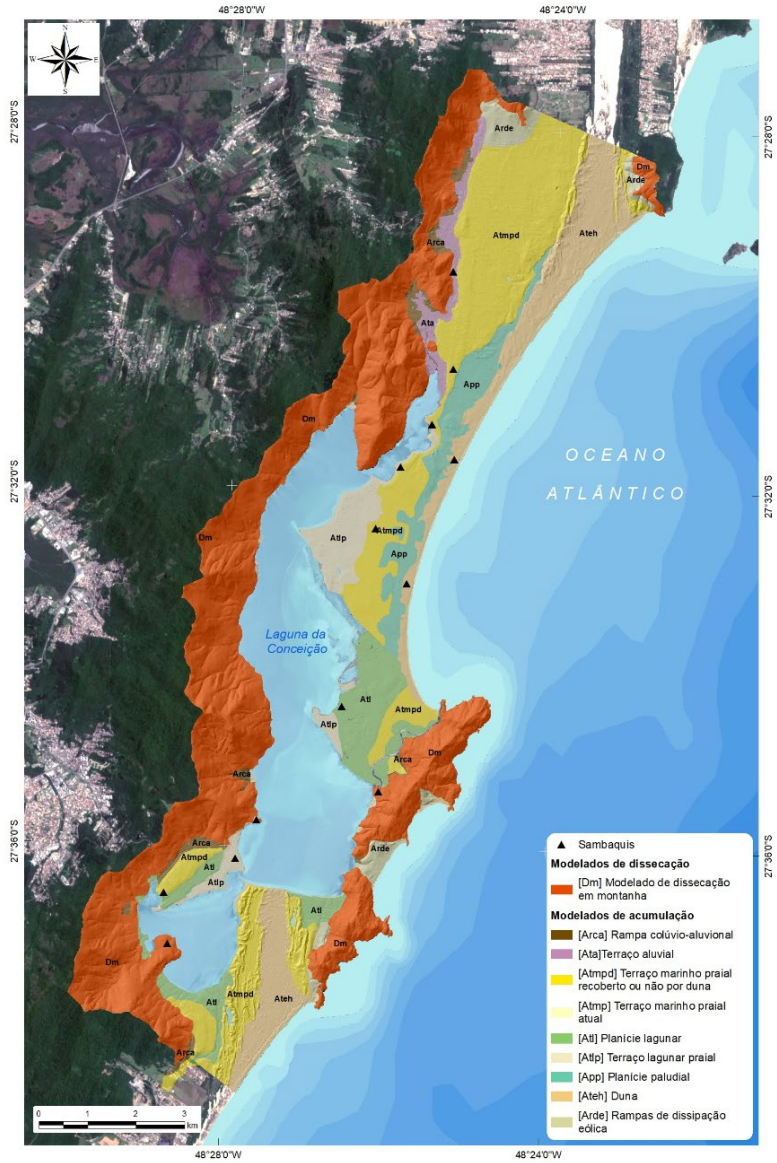 48°28'0"W
48°24'0"W
N
W
E
S
27°28'0"S
27°28'0"S
Arde
Dm
Arde
Arca
Atmpd
Ateh
Ata
App
Dm
OCEANO
ATLÂNTICO
27°32'0"S
27°32'0"S
Atmpd
Atlp
Dm
App
Laguna da
Conceição
Atl
Atmpd
Atlp
Dm
Arca
Arca
27°36'0"S
27°36'0"S
Arca
Arde
Atmpd
Atl
Atlp
Atl
Dm
Dm
Atl
Atmpd
Ateh
Arca
Sambaquis
Modelados de dissecação
[Dm] Modelado de dissecação
em montanha
Modelados de acumulação
[Arca] Rampa colúvio-aluvional
[Ata]Terraço aluvial
[Atmpd] Terraço marinho praial
recoberto ou não por duna
[Atmp] Terraço marinho praial
atual
[Atl] Planície lagunar
[Atlp] Terraço lagunar praial
[App] Planície paludial
[Ateh] Duna
[Arde] Rampas de dissipação
eólica
0 1 2 3
km
48°28'0"W
48°24'0"W